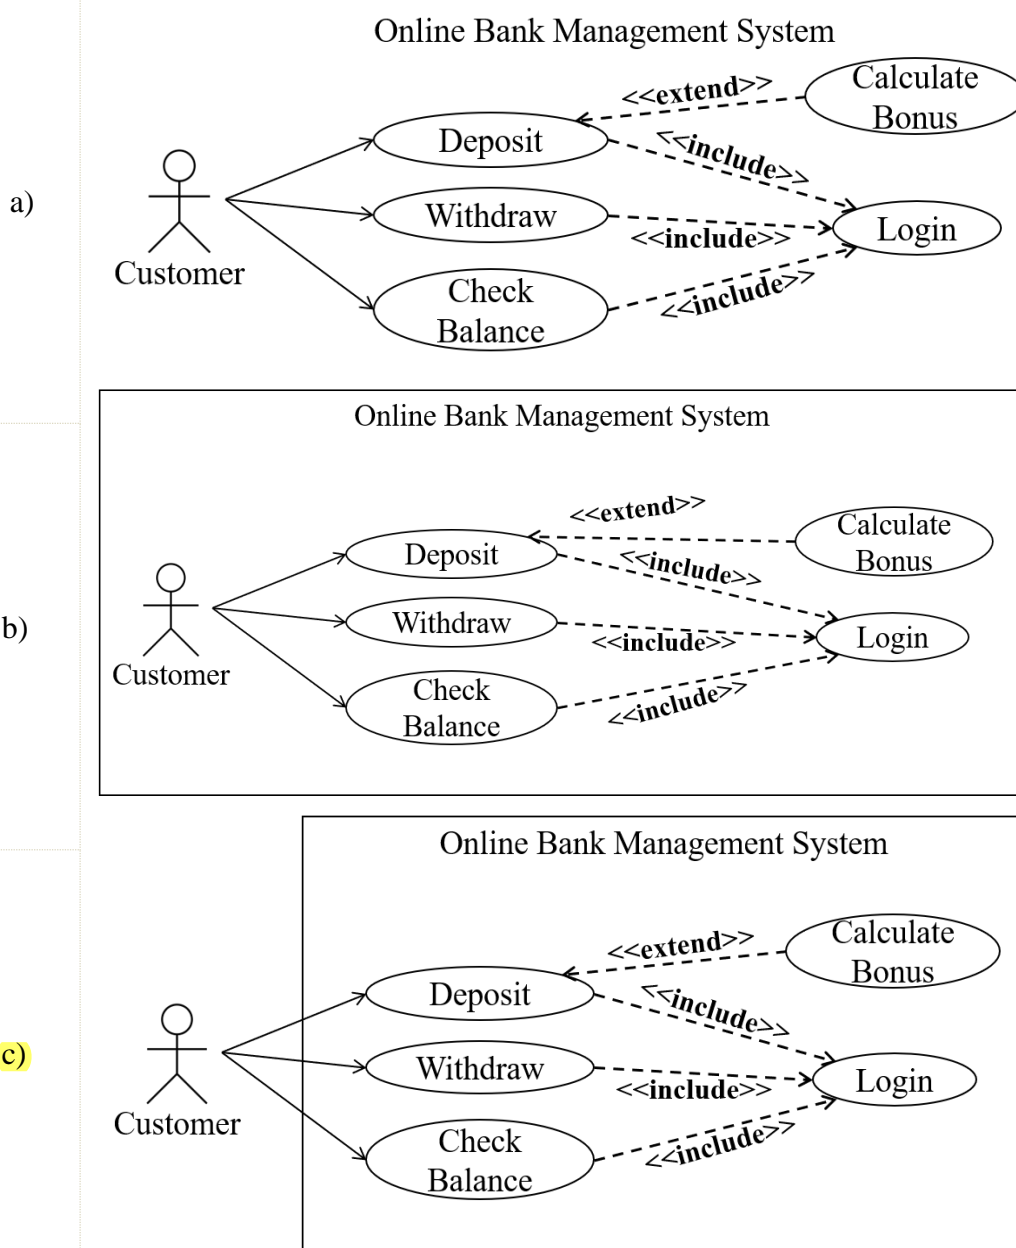 Online Bank Management System
Calculate
Bonus
<<extend>>
Deposit
<<include>>
a)
Withdraw
Login
<<include>>
Customer
Check
Balance
<<include>>
Online Bank Management System
<<extend>>
Calculate
Bonus
Deposit
<<include>>
b)
Withdraw
Login
<<include>>
Customer
Check
Balance
<<include>>
Online Bank Management System
Calculate
Bonus
<<extend>>
Deposit
<<include>>
c)
Withdraw
Login
<<include>>
Customer
Check
Balance
<<include>>